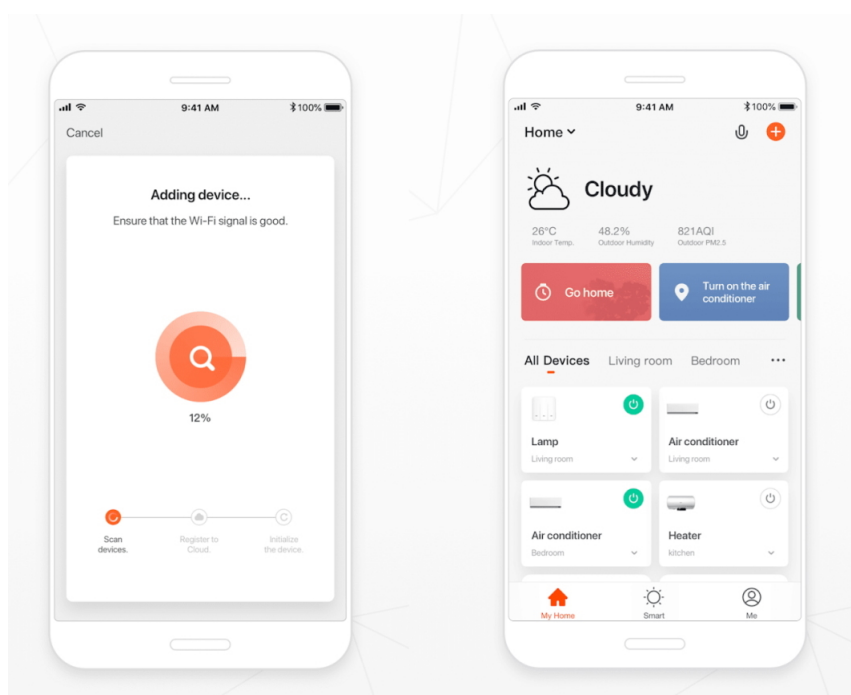 9:41 AM
100%
Cancel
Adding device...
Ensure that the Wi-Fi signal is good.
12%
Scan
devices.
Register to
Cloud.
Initialize
the device.
9:41 AM
100%
Home
Cloudy
26°C
Indoor Temp.
48.2%
Outdoor Humidity
821AQI
Outdoor PM2.5
Go home
Turn on the air
conditioner
All Devices
Living room
Bedroom
Lamp
Living room
Air conditioner
Living room
Air conditioner
Bedroom
Heater
kitchen
My Home
Smart
Me